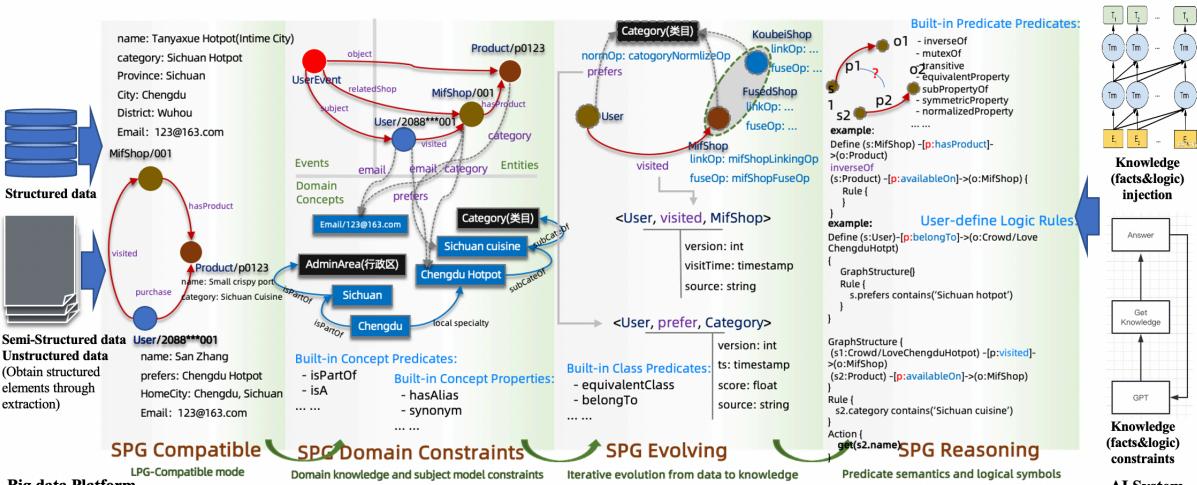 name: Tanyaxue Hotpot(Intime City)
category: Sichuan Hotpot
Province: Sichuan
City: Chengdu
District: Wuhou
Email：123@163.com
MifShop/001
hasProduct
visited
Product/p0123
name: Small crispy pork
category: Sichuan Cuisine
purchase
User/2088***001
name: San Zhang
prefers: Chengdu Hotpot
HomeCity: Chengdu, Sichuan
Email：123@163.com
Structured data
Semi-Structured data
Unstructured data
(Obtain structured
elements through
extraction)
SPG Compatible
LPG-Compatible mode
Product/p0123
object
UserEvent
relatedShop
MifShop/001
hasProduct
subject
User/2088***001
visited
category
Events
Entities
email
email
category
Domain
Concepts
prefers
Email/123@163.com
Category(类目)
Sichuan cuisine
subCateOf
AdminArea(行政区)
Chengdu Hotpot
subCateOf
isPartOf
Sichuan
isPartOf
Chengdu
local specialty
Built-in Concept Predicates:
- isPartOf
- isA
... ...
Built-in Concept Properties:
- hasAlias
- synonym
... ...
SPG Domain Constraints
Domain knowledge and subject model constraints
Category(类目)
KoubeiShop
linkOp: ...
fuseOp: ...
normOp: catogoryNormlizeOp
prefers
FusedShop
linkOp: ...
fuseOp: ...
User
MifShop
linkOp: mifShopLinkingOp
fuseOp: mifShopFuseOp
visited
<User, visited, MifShop>
version: int
visitTime: timestamp
source: string
<User, prefer, Category>
version: int
ts: timestamp
score: float
source: string
Built-in Class Predicates:
- equivalentClass
- belongTo
... ...
SPG Evolving
Iterative evolution from data to knowledge
Built-in Predicate Predicates:
o1
p1
?
o2
s
1
s2
p2
- inverseOf
- mutexOf
- transitive
- equivalentProperty
- subPropertyOf
- symmetricProperty
- normalizedProperty
... ...
example:
Define (s:MifShop) –[p:hasProduct]-
>(o:Product)
inverseOf
(s:Product) –[p:availableOn]->(o:MifShop) {
Rule {
}
}
example:
User-define Logic Rules:
Define (s:User)–[p:belongTo]->(o:Crowd/Love
ChengduHotpt)
{
GraphStructure{}
Rule {
s.prefers contains(‘Sichuan hotpot’)
}
}
GraphStructure {
(s1:Crowd/LoveChengduHotpot) –[p:visited]-
>(o:MifShop)
(s2:Product) –[p:availableOn]->(o:MifShop)
}
Rule {
s2.category contains(‘Sichuan cuisine’)
}
Action {
get(s2.name)
}
SPG Reasoning
Predicate semantics and logical symbols
T1 T2 ... T
Trm Trm ... Trm
Trm Trm ... Trm
E1 E2 ...
Knowledge
(facts&logic)
injection
Answer
Get
Knowledge
GPT
Knowledge
(facts&logic)
constraints
Big data Platform
AI System